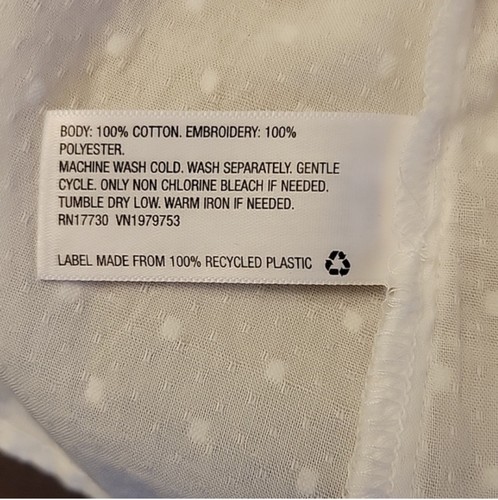 BODY: 100% COTTON. EMBROIDERY: 100%
POLYESTER.
MACHINE WASH COLD. WASH SEPARATELY. GENTLE
CYCLE. ONLY NON CHLORINE BLEACH IF NEEDED.
TUMBLE DRY LOW. WARM IRON IF NEEDED.
RN17730 VN1979753
LABEL MADE FROM 100% RECYCLED PLASTIC